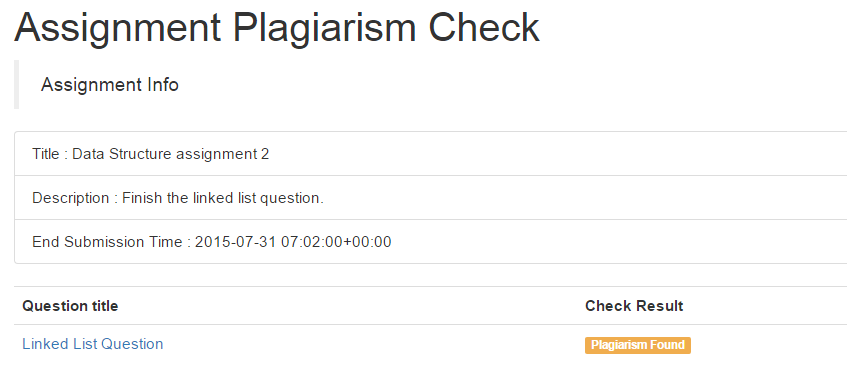 Assignment Plagiarism Check
Assignment Info
Title : Data Structure assignment 2
Description : Finish the linked list question.
End Submission Time : 2015-07-31 07:02:00+00:00
Question title Check Result
Linked List Question Plagiarism Found